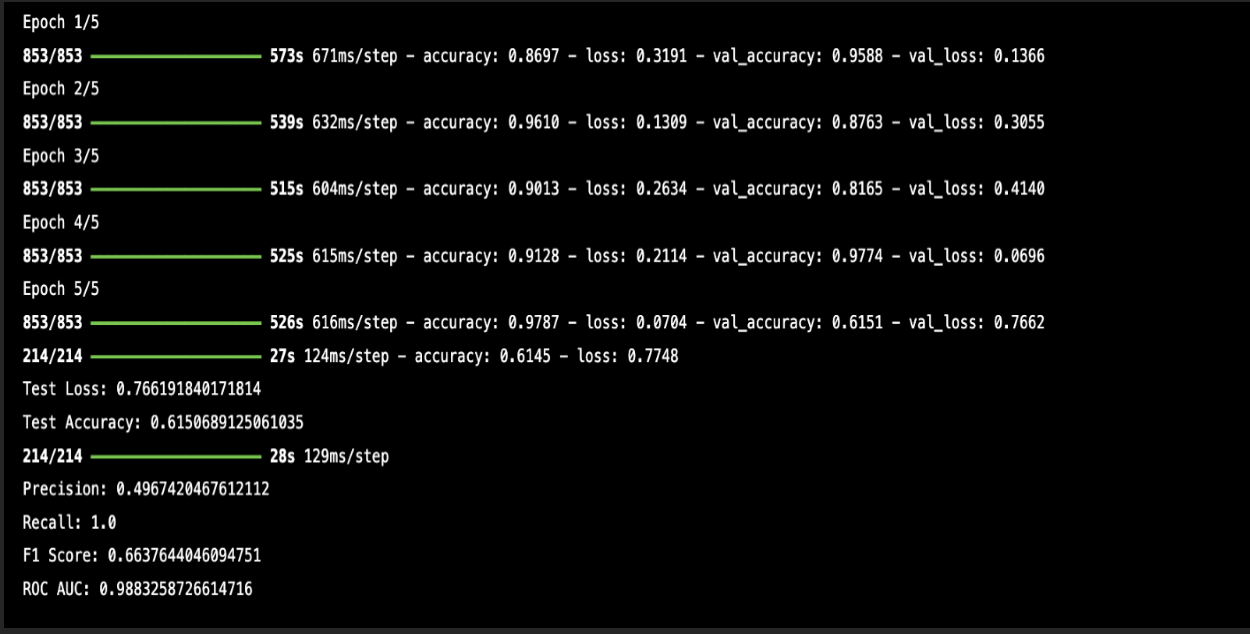 Epoch 1/5
853/853 573s 671ms/step - accuracy: 0.8697 - loss: 0.3191 - val_accuracy: 0.9588 - val_loss: 0.1366
Epoch 2/5
853/853 539s 632ms/step - accuracy: 0.9610 - loss: 0.1309 - val_accuracy: 0.8763 - val_loss: 0.3055
Epoch 3/5
853/853 515s 604ms/step - accuracy: 0.9013 - loss: 0.2634 - val_accuracy: 0.8165 - val_loss: 0.4140
Epoch 4/5
853/853 525s 615ms/step - accuracy: 0.9128 - loss: 0.2114 - val_accuracy: 0.9774 - val_loss: 0.0696
Epoch 5/5
853/853 526s 616ms/step - accuracy: 0.9787 - loss: 0.0704 - val_accuracy: 0.6151 - val_loss: 0.7662
214/214 27s 124ms/step - accuracy: 0.6145 - loss: 0.7748
Test Loss: 0.766191840171814
Test Accuracy: 0.6150689125061035
214/214 28s 129ms/step
Precision: 0.4967420467612112
Recall: 1.0
F1 Score: 0.6637644046094751
ROC AUC: 0.9883258726614716